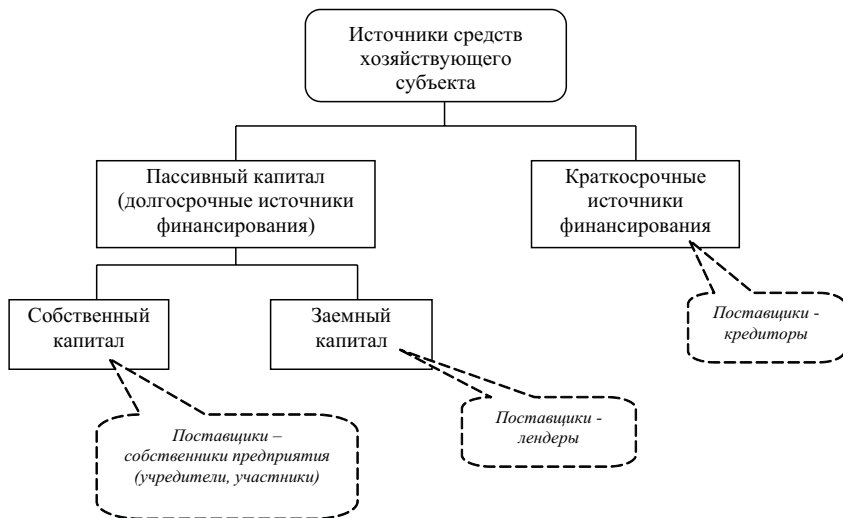 Источники средств
хозяйствующего
субъекта
Пассивный капитал
(долгосрочные источники
финансирования)
Краткосрочные
источники
финансирования
Собственный
капитал
Заемный
капитал
Поставщики -
кредиторы
Поставщики –
собственники предприятия
(учредители, участники)
Поставщики -
лендеры